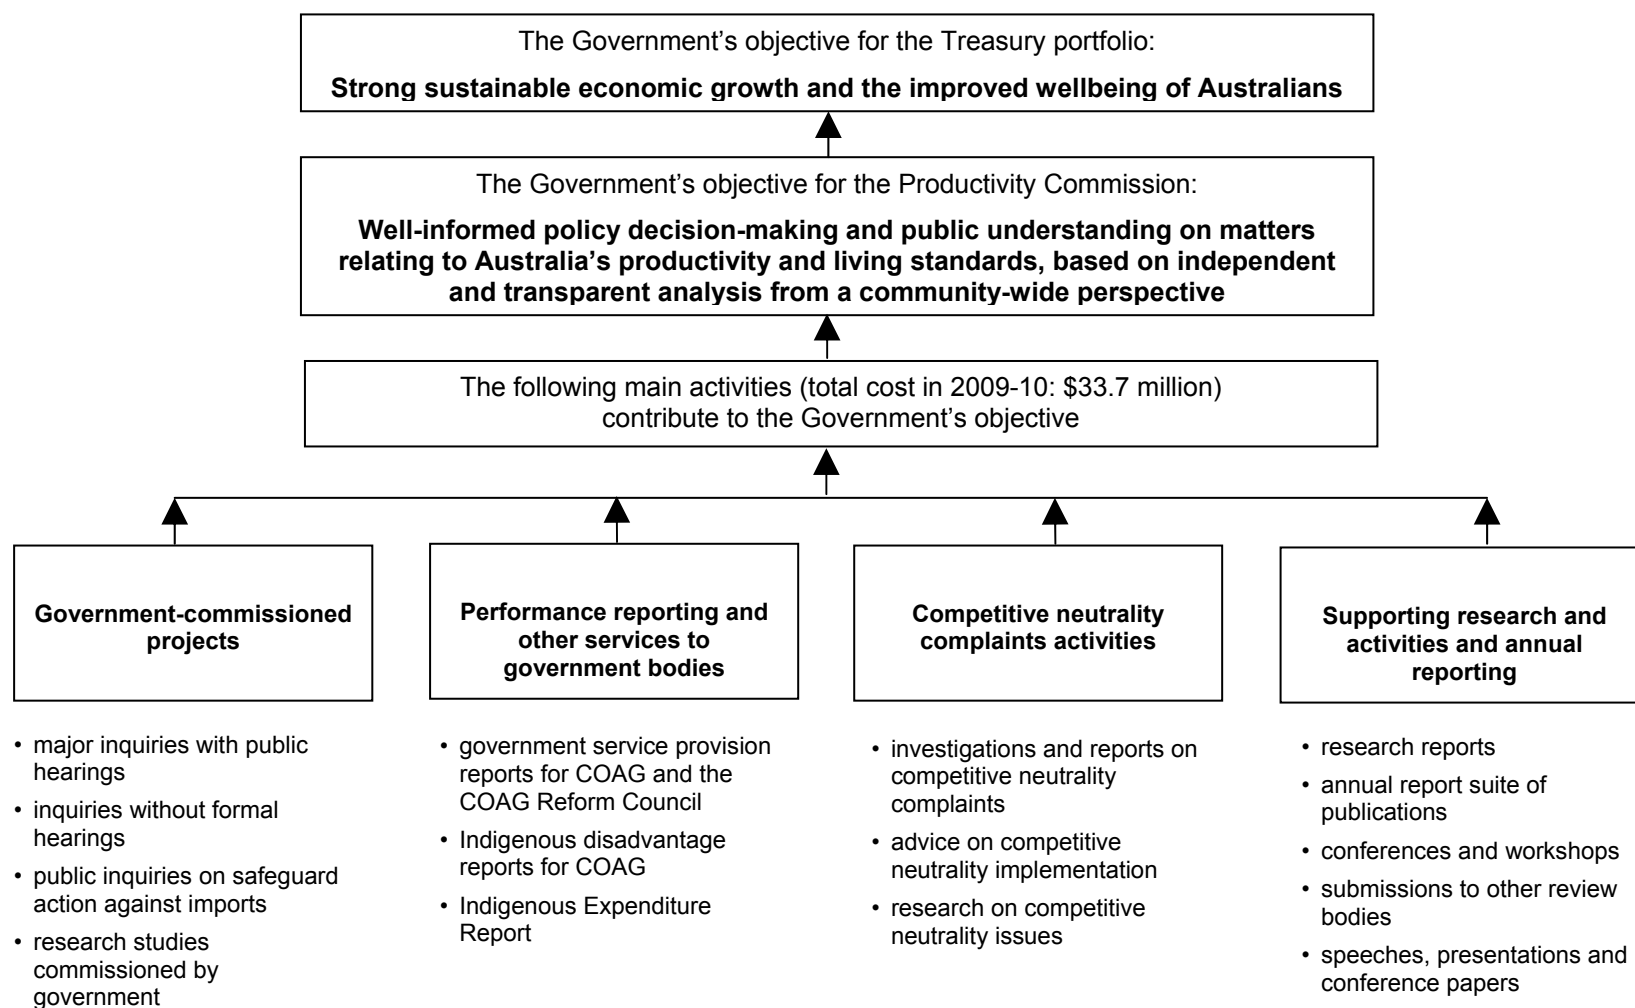 The Government’s objective for the Treasury portfolio:
Strong sustainable economic growth and the improved wellbeing of Australians
The Government’s objective for the Productivity Commission:
Well-informed policy decision-making and public understanding on matters
relating to Australia’s productivity and living standards, based on independent
and transparent analysis from a community-wide perspective
The following main activities (total cost in 2009-10: $33.7 million)
contribute to the Government’s objective
Government-commissioned
projects
• major inquiries with public
hearings
• inquiries without formal
hearings
• public inquiries on safeguard
action against imports
• research studies
commissioned by
government
Performance reporting and
other services to
government bodies
• government service provision
reports for COAG and the
COAG Reform Council
• Indigenous disadvantage
reports for COAG
• Indigenous Expenditure
Report
Competitive neutrality
complaints activities
• investigations and reports on
competitive neutrality
complaints
• advice on competitive
neutrality implementation
• research on competitive
neutrality issues
Supporting research and
activities and annual
reporting
• research reports
• annual report suite of
publications
• conferences and workshops
• submissions to other review
bodies
• speeches, presentations and
conference papers